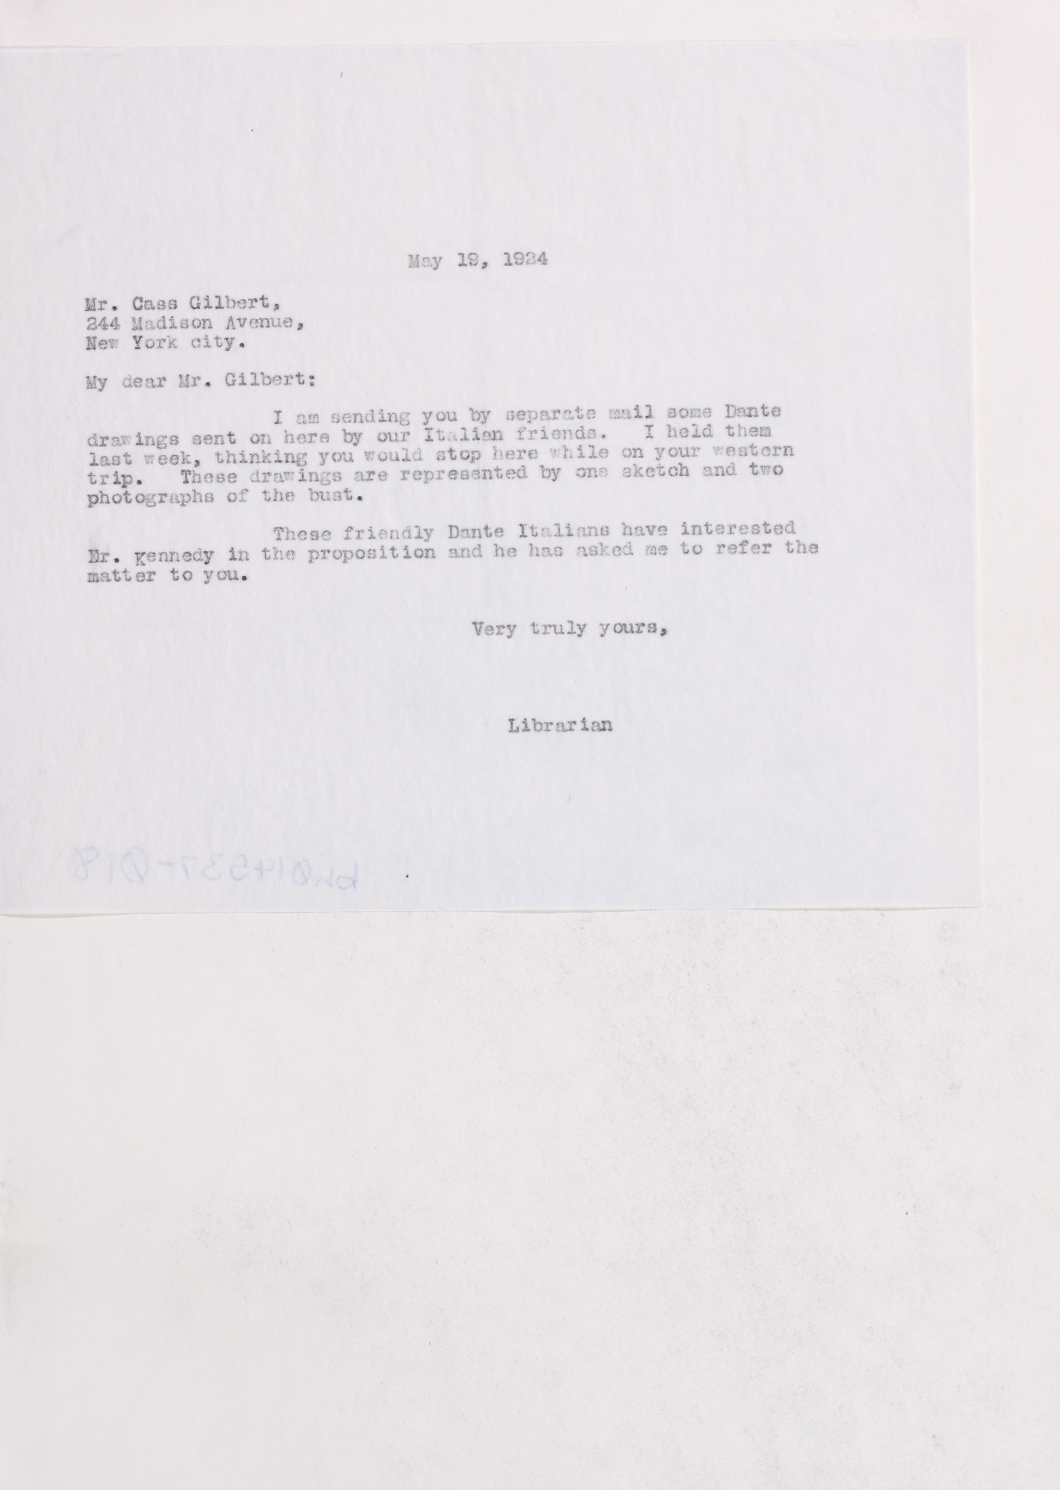 May 19, 1924
Mr. Cass Gilbert,
244 Madison Avenue,
New York city.
My dear Mr. Gilbert:
I am sending you by separate mail some Dante
drawings sent on here by our Italian friends. I held them
last week, thinking you would stop here while on your western
trip. These drawings are represented by one sketch and two
photographs of the bust.
These friendly Dante Italians have interested
Mr. Kennedy in the proposition and he has asked me to refer the
matter to you.
Very truly yours,
Librarian
bh014537-018